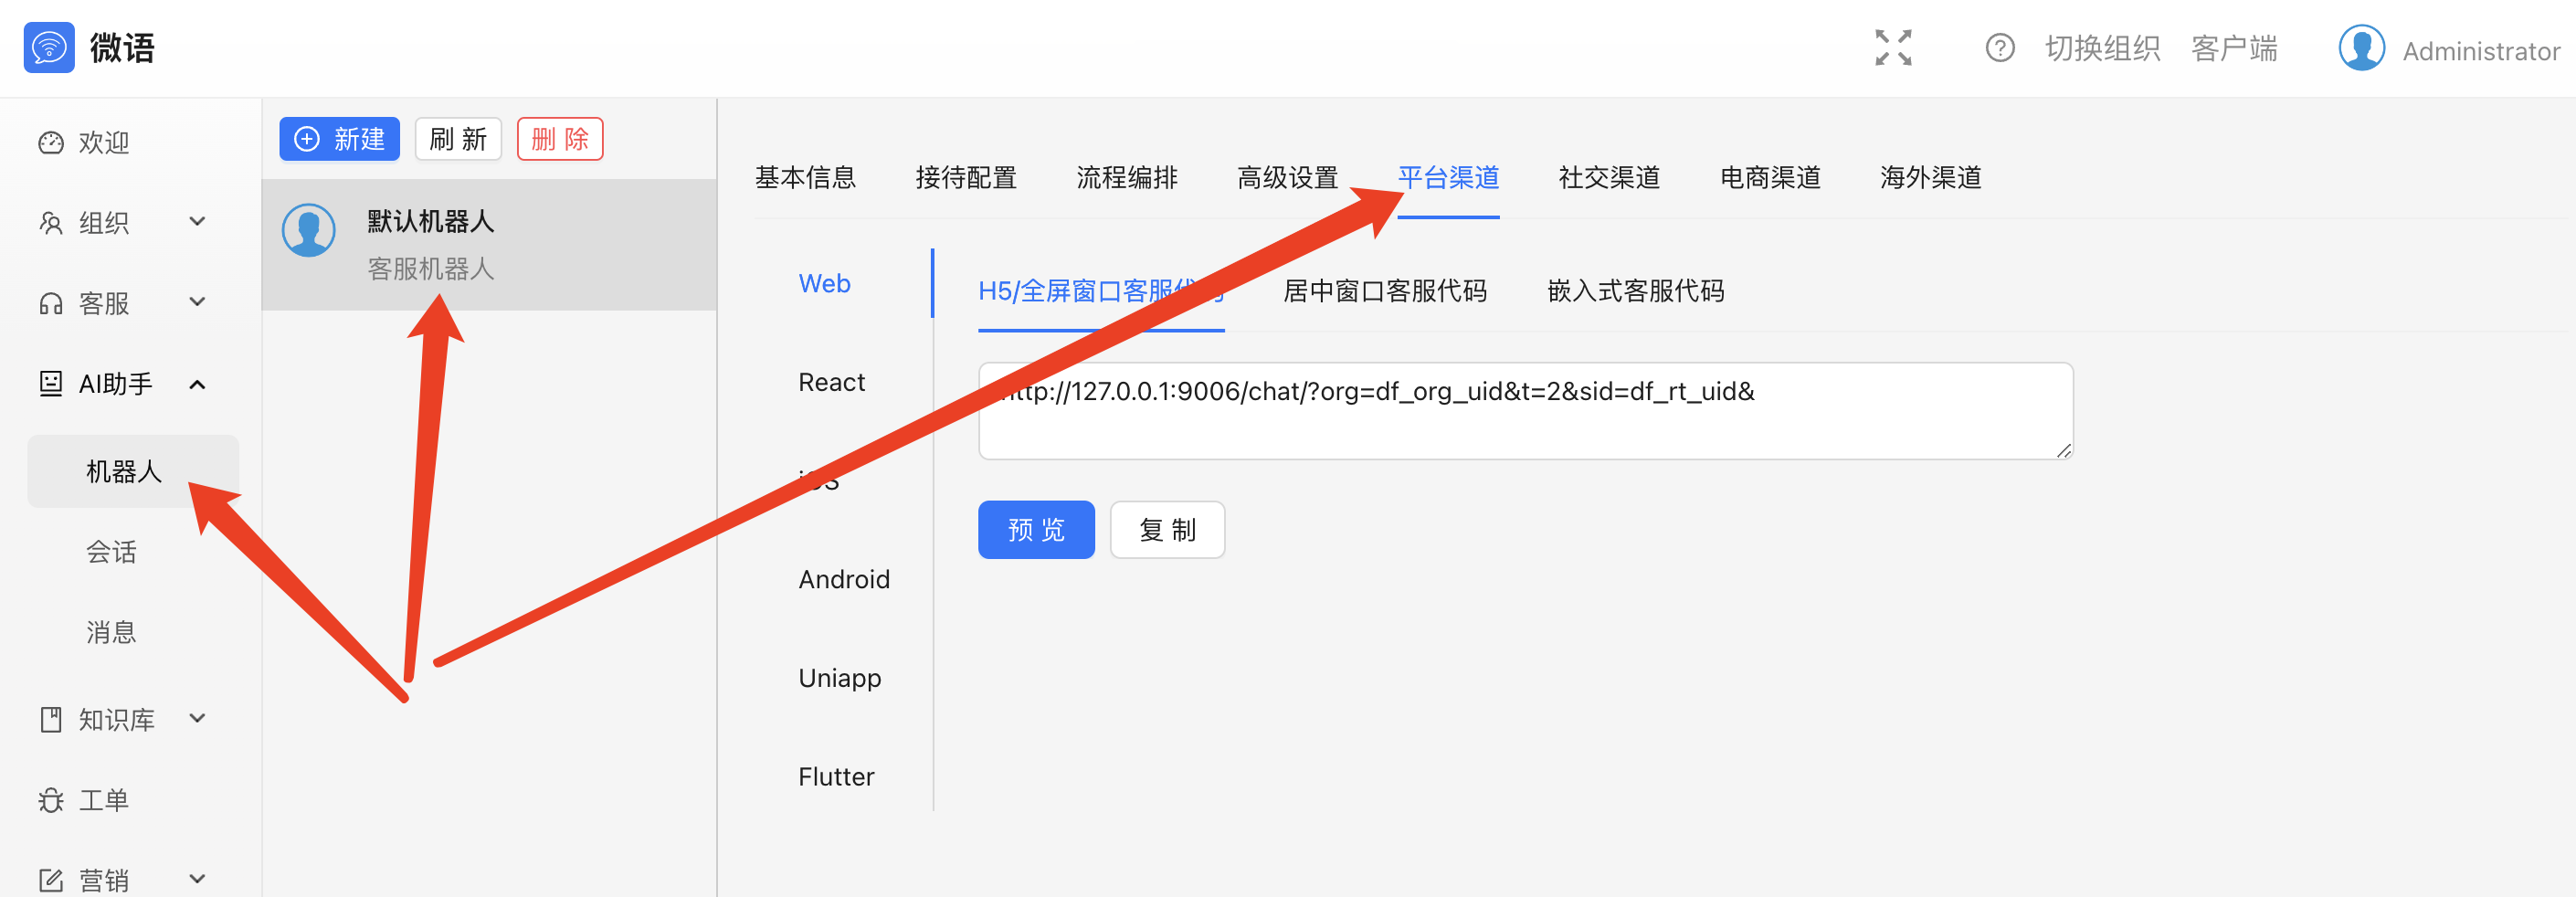 微语
切换组织
客户端
Administrator
欢迎
组织
客服
AI助手
机器人
会话
消息
知识库
工单
营销
新建
刷 新
删 除
默认机器人
客服机器人
基本信息
接待配置
流程编排
高级设置
平台渠道
社交渠道
电商渠道
海外渠道
Web
React
iOS
Android
Uniapp
Flutter
H5/全屏窗口客服代码
居中窗口客服代码
嵌入式客服代码
http://127.0.0.1:9006/chat/?org=df_org_uid&t=2&sid=df_rt_uid&
预 览
复 制